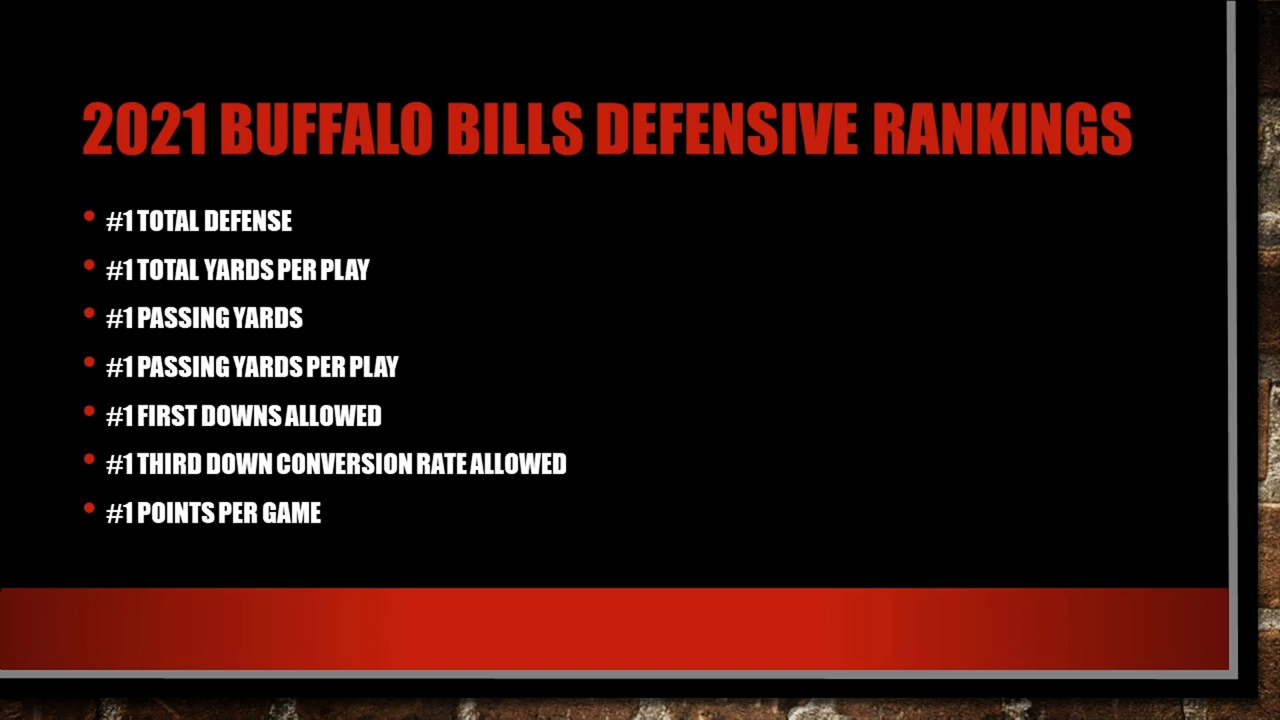 2021 BUFFALO BILLS DEFENSIVE RANKINGS
• #1 TOTAL DEFENSE
• #1 TOTAL YARDS PER PLAY
• #1 PASSING YARDS
• #1 PASSING YARDS PER PLAY
• #1 FIRST DOWNS ALLOWED
• #1 THIRD DOWN CONVERSION RATE ALLOWED
• #1 POINTS PER GAME